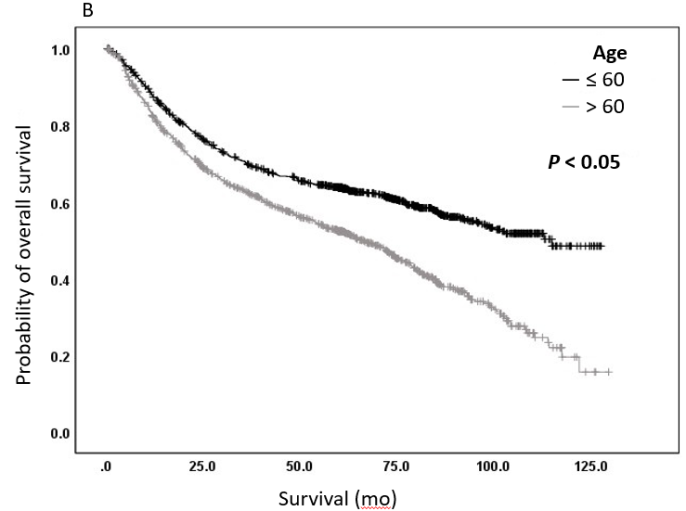 B
Age
≤ 60
> 60
P < 0.05
Probability of overall survival
1.0
0.8
0.6
0.4
0.2
0.0
.0 25.0 50.0 75.0 100.0 125.0
Survival (mo)